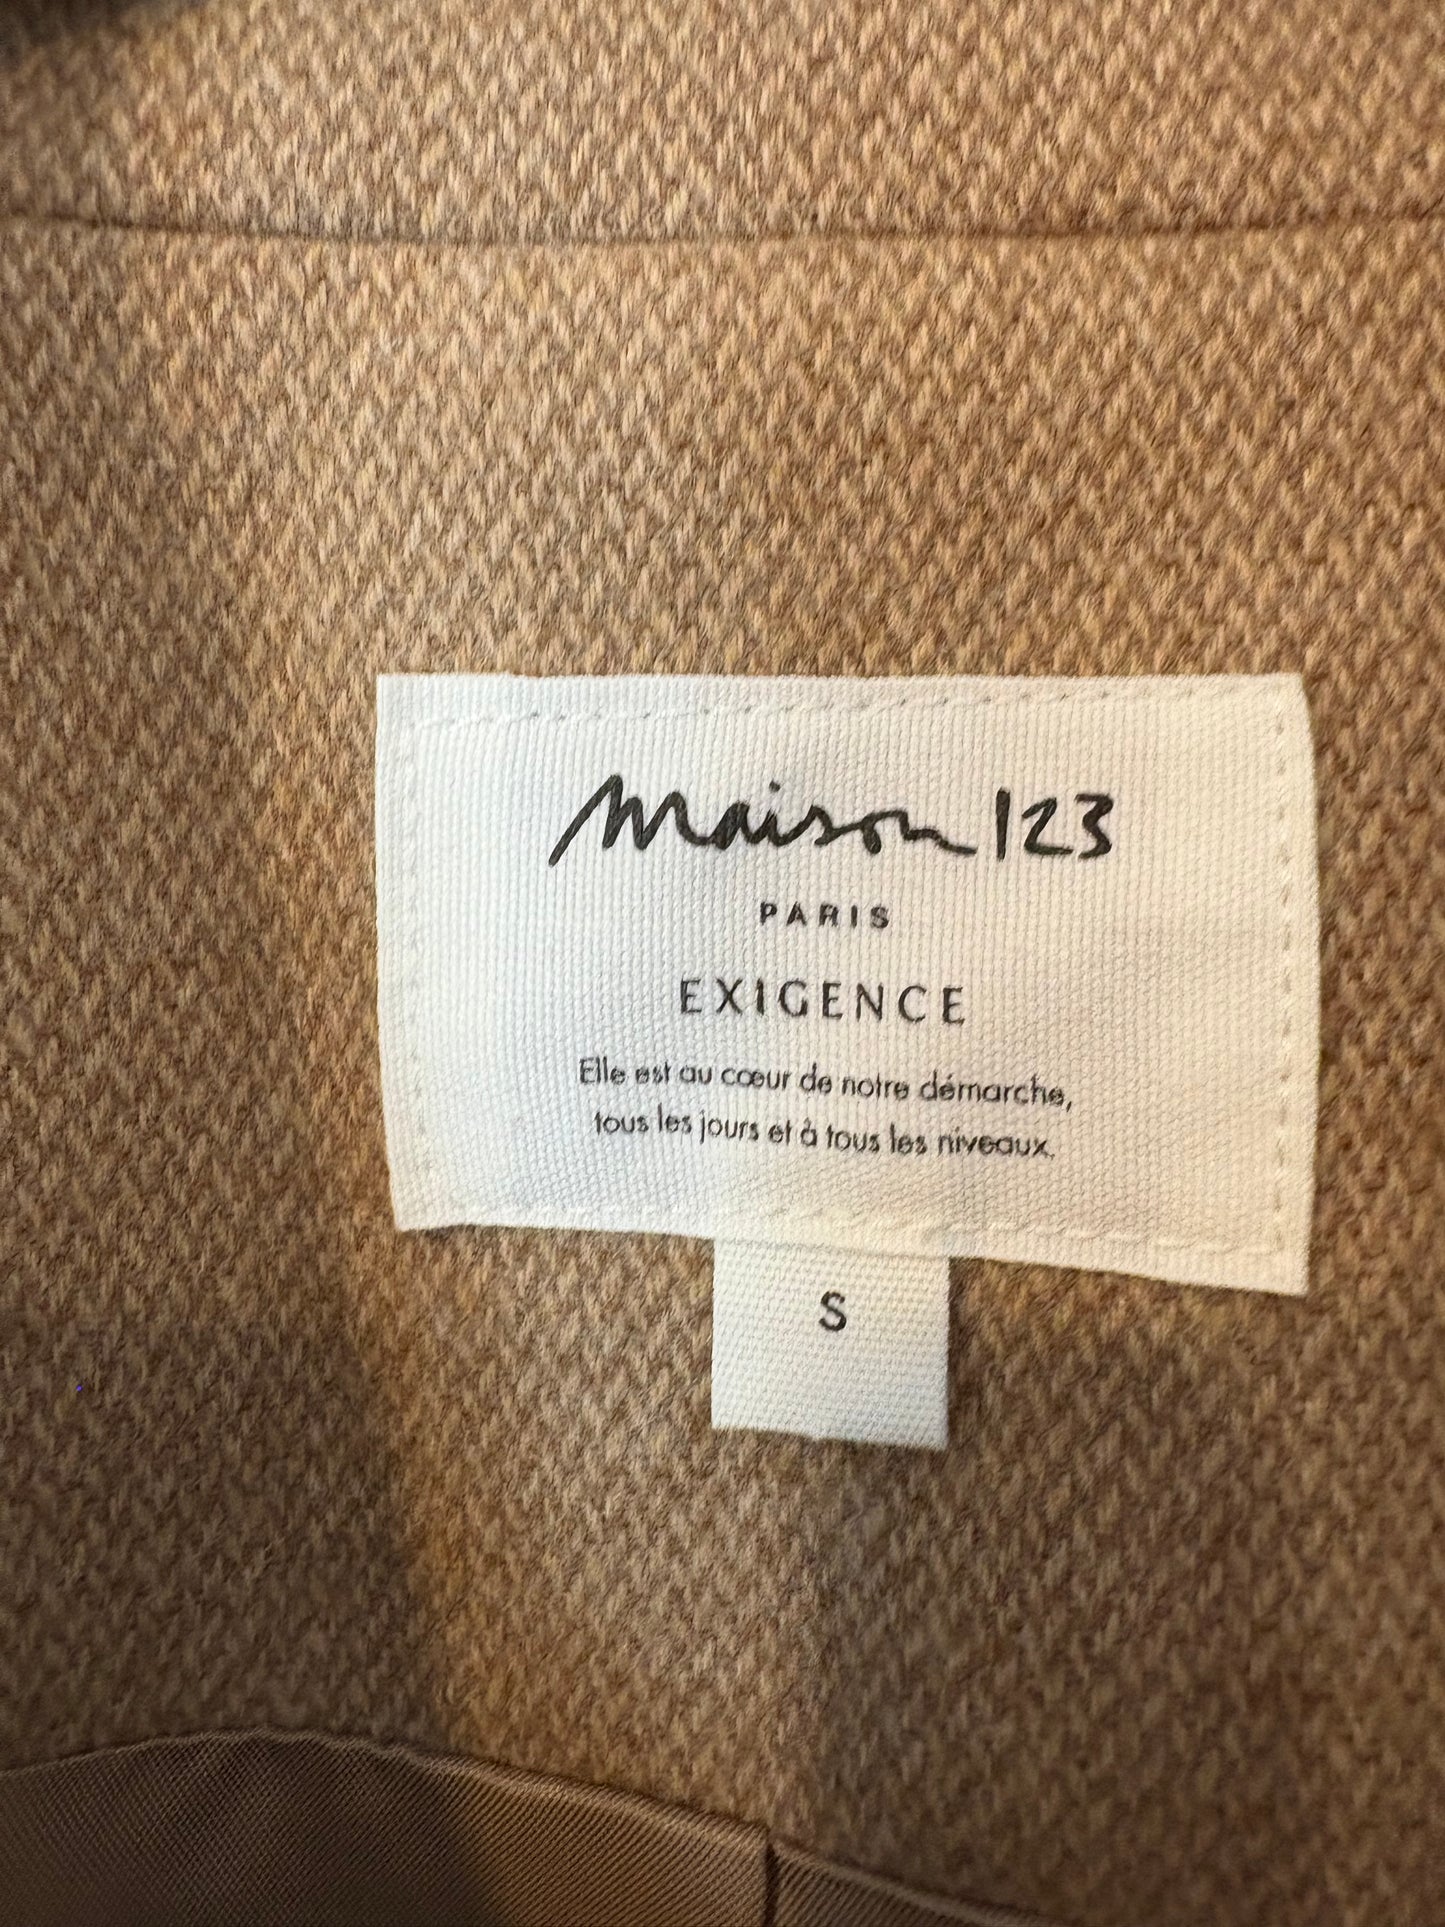 maison 123
PARIS
EXIGENCE
Elle est au cœur de notre démarche,
tous les jours et à tous les niveaux.
S